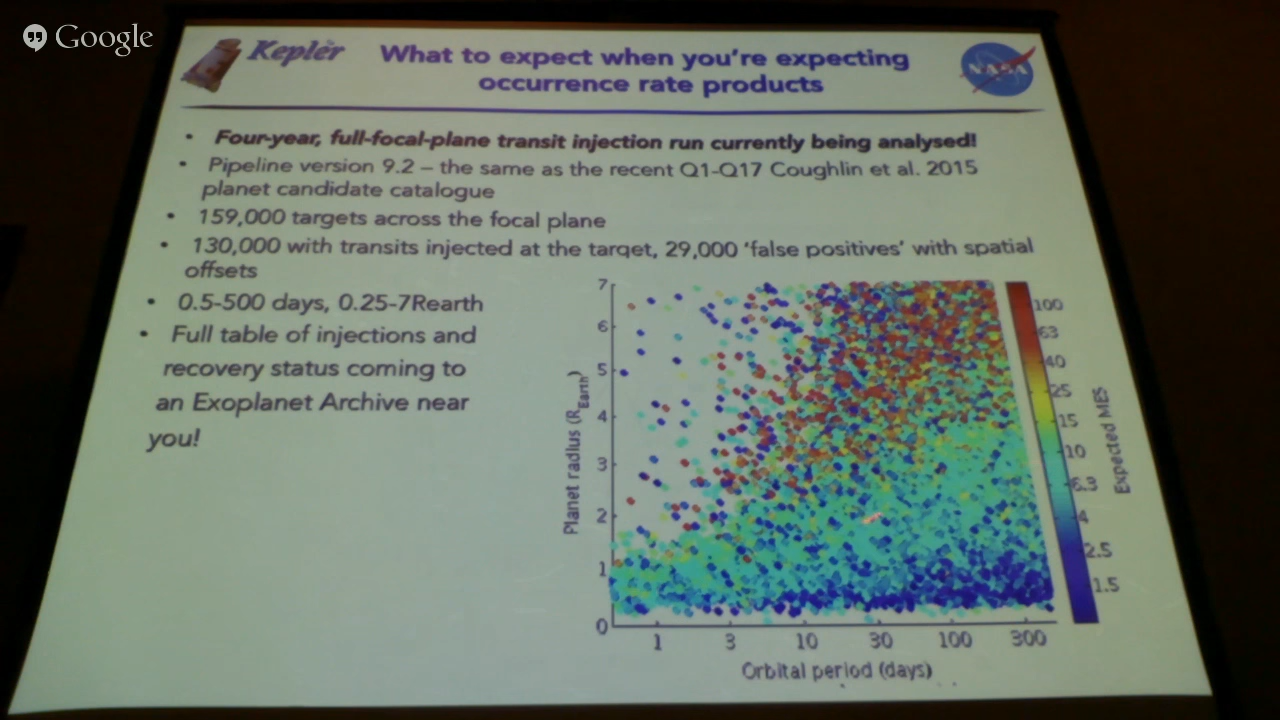 Google
Kepler
What to expect when you're expecting
occurrence rate products
NASA
• Four-year, full-focal-plane transit injection run currently being analysed!
• Pipeline version 9.2 – the same as the recent Q1-Q17 Coughlin et al. 2015
planet candidate catalogue
• 159,000 targets across the focal plane
• 130,000 with transits injected at the target, 29,000 'false positives' with spatial
offsets
• 0.5-500 days, 0.25-7Rearth
• Full table of injections and
recovery status coming to
an Exoplanet Archive near
you!
Planet radius (REarth)
7
6
5
4
3
2
1
0
1 3 10 30 100 300
Orbital period (days)
100
63
40
25
15
10
4
2.5
1.5
Expected MES